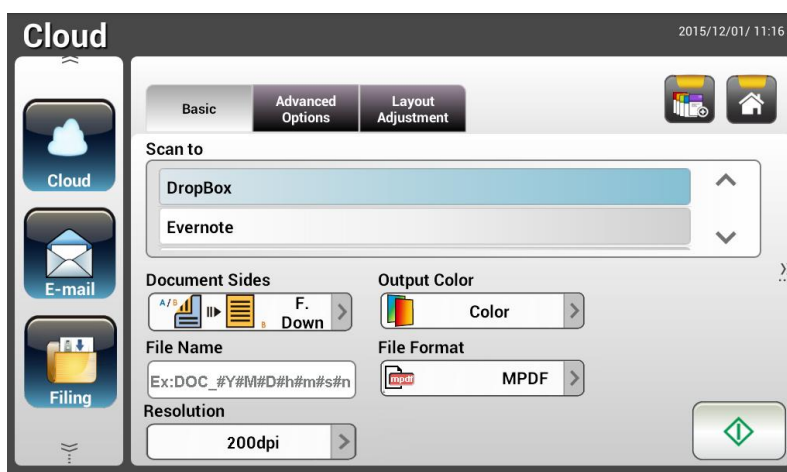 Cloud
2015/12/01/ 11:16
Basic
Advanced
Options
Layout
Adjustment
Scan to
Cloud
DropBox
Evernote
E-mail
Document Sides
Output Color
A/B
B
F.
Down
Color
File Name
File Format
Ex:DOC_#Y#M#D#h#m#s#n
mpdf
MPDF
Filing
Resolution
200dpi